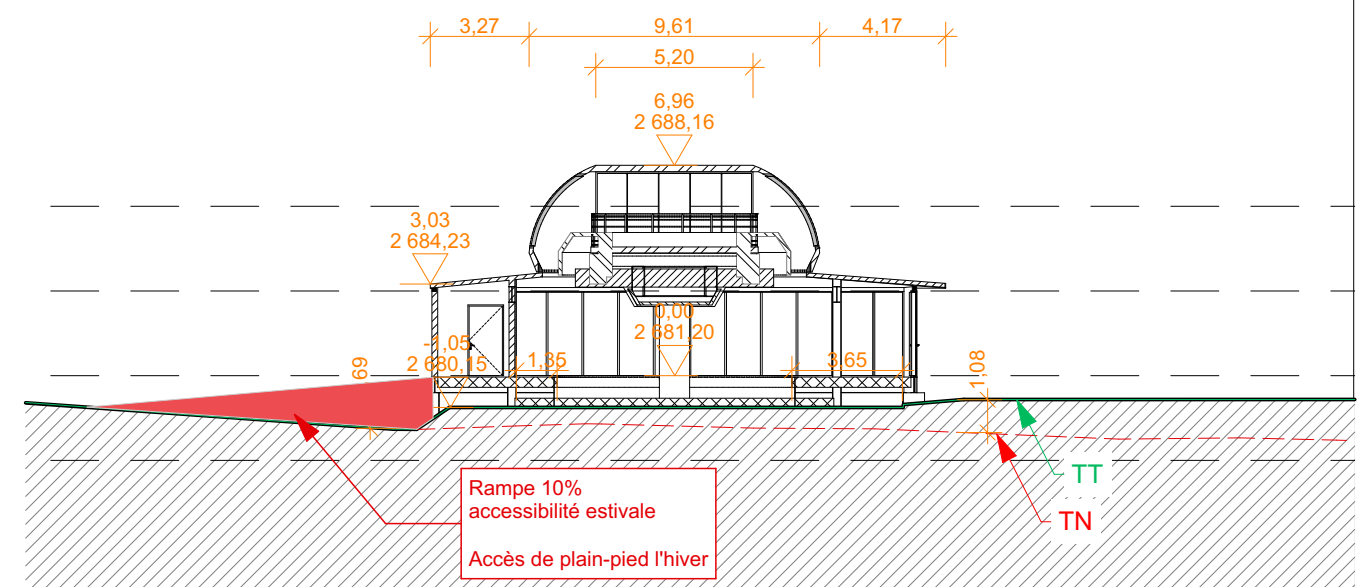 3,27 9,61 4,17
5,20
6,96
2 688,16
3,03
2 684,23
0,00
2 681,20
-1,05
2 680,15
1,35
3,65
69
1,08
Rampe 10%
accessibilité estivale
Accès de plain-pied l'hiver
TT
TN